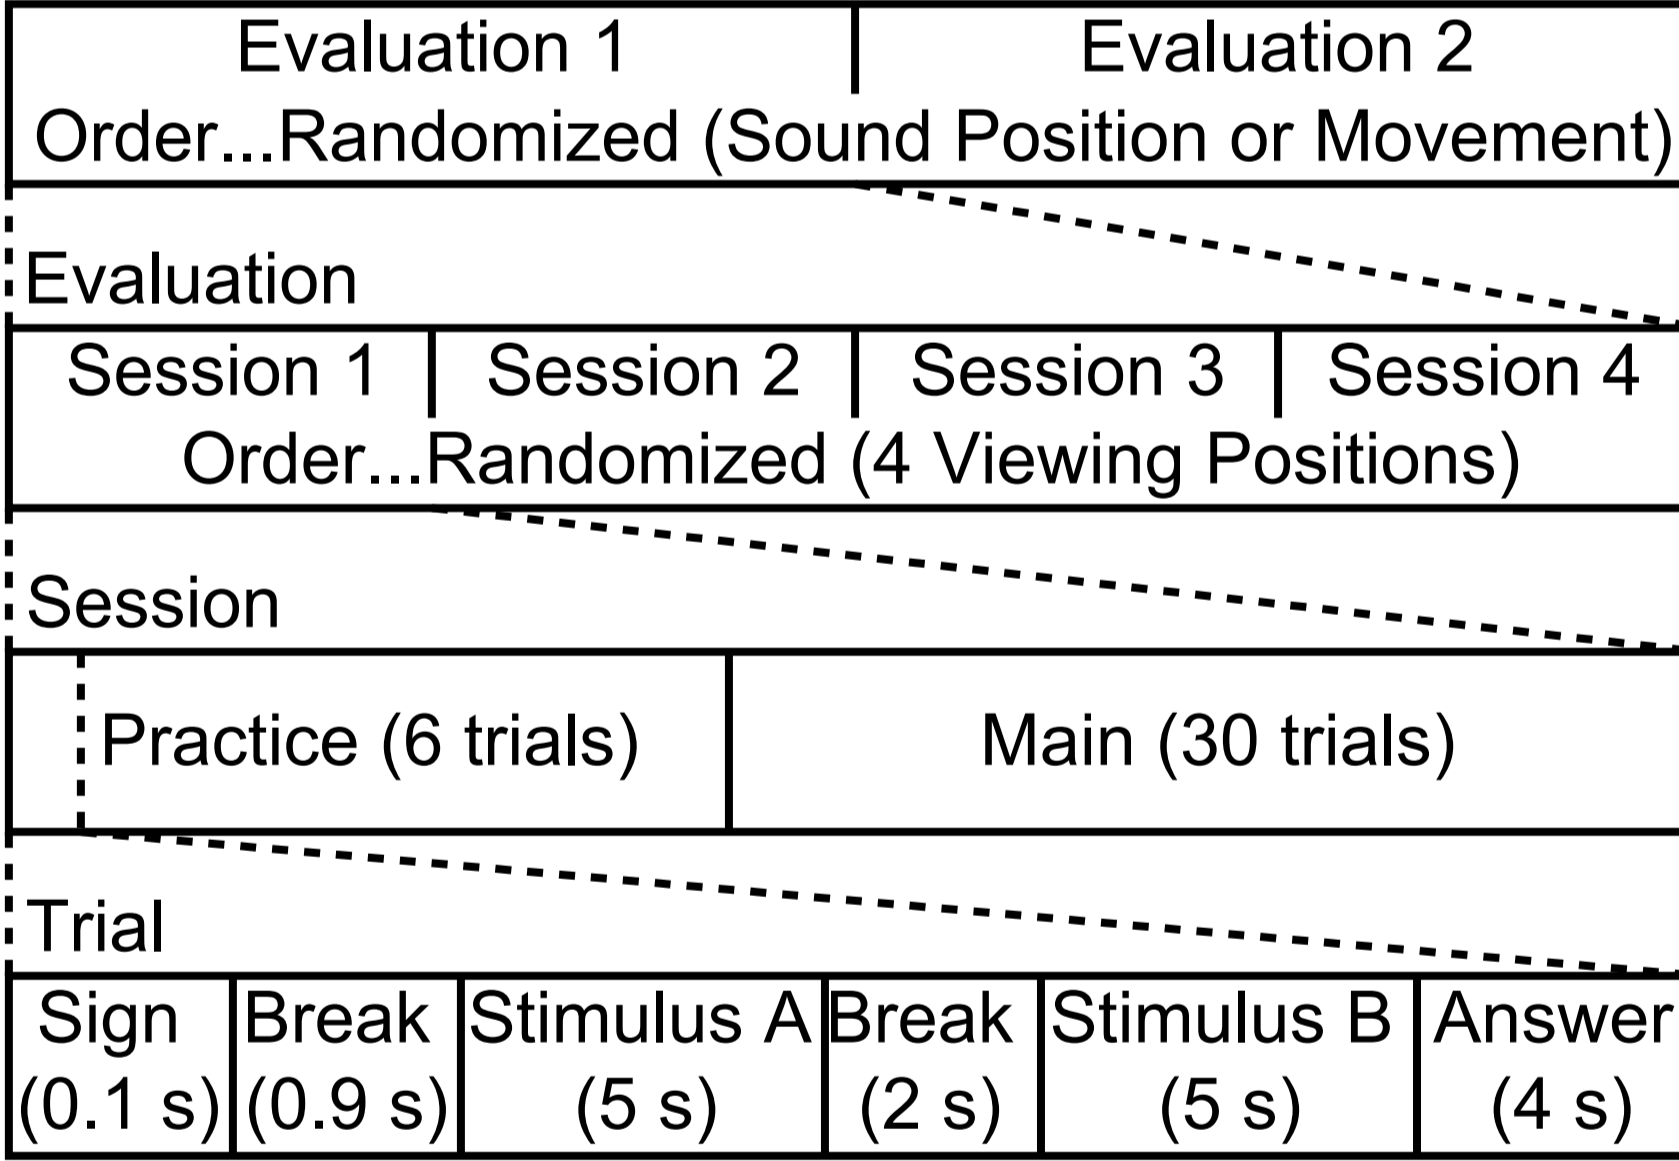 Evaluation 1 Evaluation 2
Order...Randomized (Sound Position or Movement)
Evaluation
Session 1 Session 2 Session 3 Session 4
Order...Randomized (4 Viewing Positions)
Session
Practice (6 trials) Main (30 trials)
Trial
Sign Break Stimulus A Break Stimulus B Answer
(0.1 s) (0.9 s) (5 s) (2 s) (5 s) (4 s)